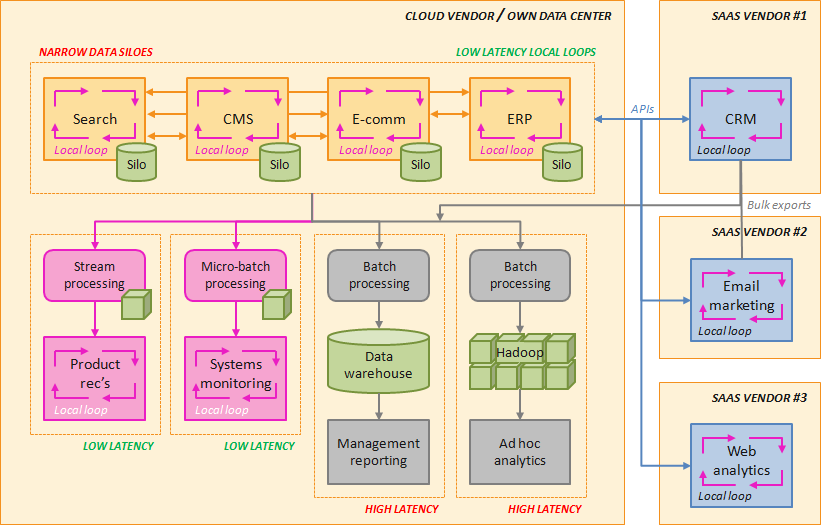 CLOUD VENDOR / OWN DATA CENTER
SAAS VENDOR #1
NARROW DATA SILOES
LOW LATENCY LOCAL LOOPS
Search
Local loop
Silo
CMS
Local loop
Silo
E-comm
Local loop
Silo
ERP
Local loop
Silo
APIs
CRM
Local loop
Bulk exports
SAAS VENDOR #2
Email
marketing
Local loop
SAAS VENDOR #3
Web
analytics
Local loop
Stream
processing
Product
rec's
Local loop
LOW LATENCY
Micro-batch
processing
Systems
monitoring
Local loop
LOW LATENCY
Batch
processing
Data
warehouse
Management
reporting
HIGH LATENCY
Batch
processing
Hadoop
Ad hoc
analytics
HIGH LATENCY